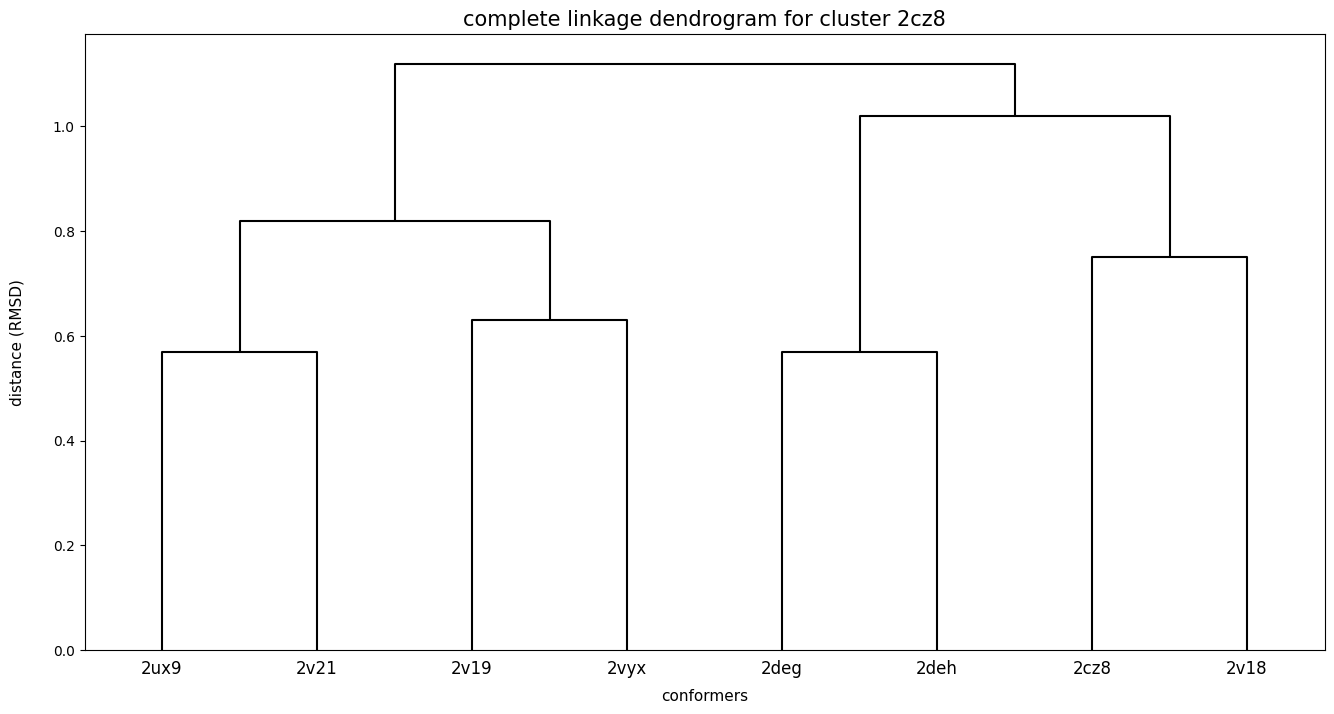 complete linkage dendrogram for cluster 2cz8
distance (RMSD)
1.0
0.8
0.6
0.4
0.2
0.0
2ux9 2v21 2v19 2vyx 2deg 2deh 2cz8 2v18
conformers